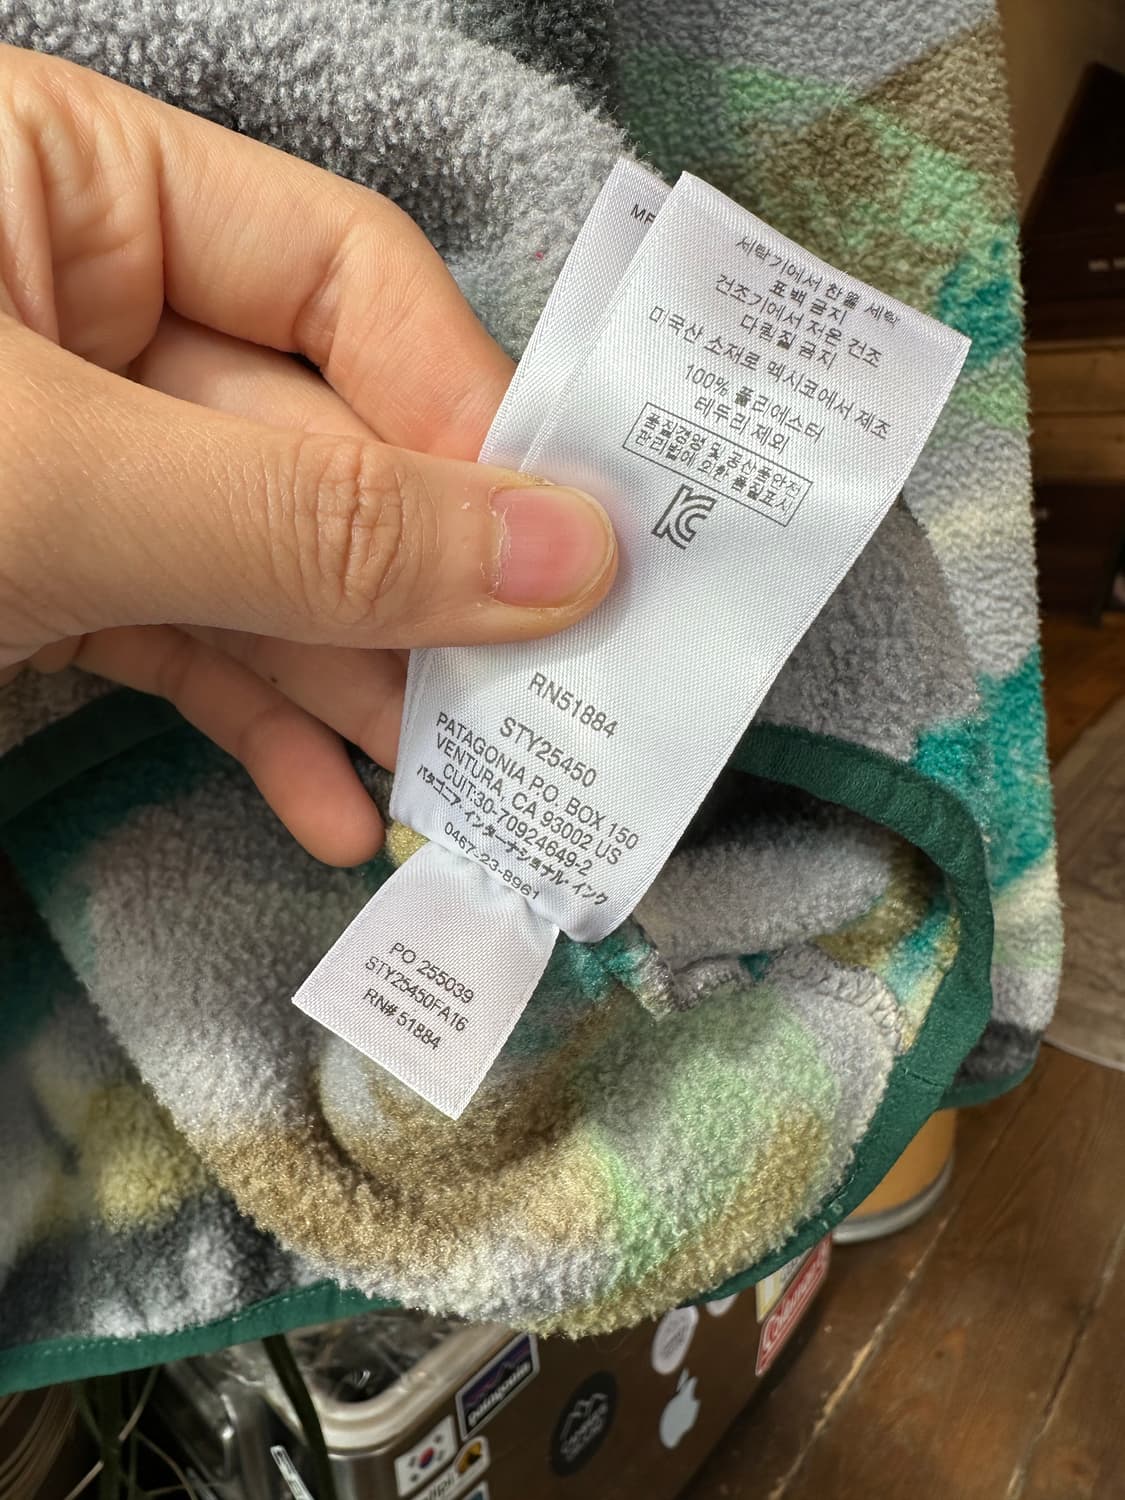 MF
세탁기에서 찬물 세탁
표백 금지
건조기에서 저온 건조
다림질 금지
미국산 소재로 멕시코에서 제조
100% 폴리에스터
테두리 제외
품질경영 및 공산품안전
관리법에 의한 품질표시
RN51884
STY25450
PATAGONIA P.O. BOX 150
VENTURA, CA 93002 US
CUIT:30-70924649-2
パタゴニア・インターナショナル・インク
0467-23-8961
PO 255039
STY25450FA16
RN# 51884
patagonia
Coleman